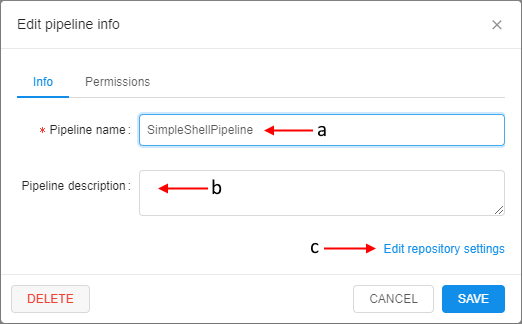 Edit pipeline info ×
Info Permissions
* Pipeline name: SimpleShellPipeline a
Pipeline description: b
c Edit repository settings
DELETE CANCEL SAVE